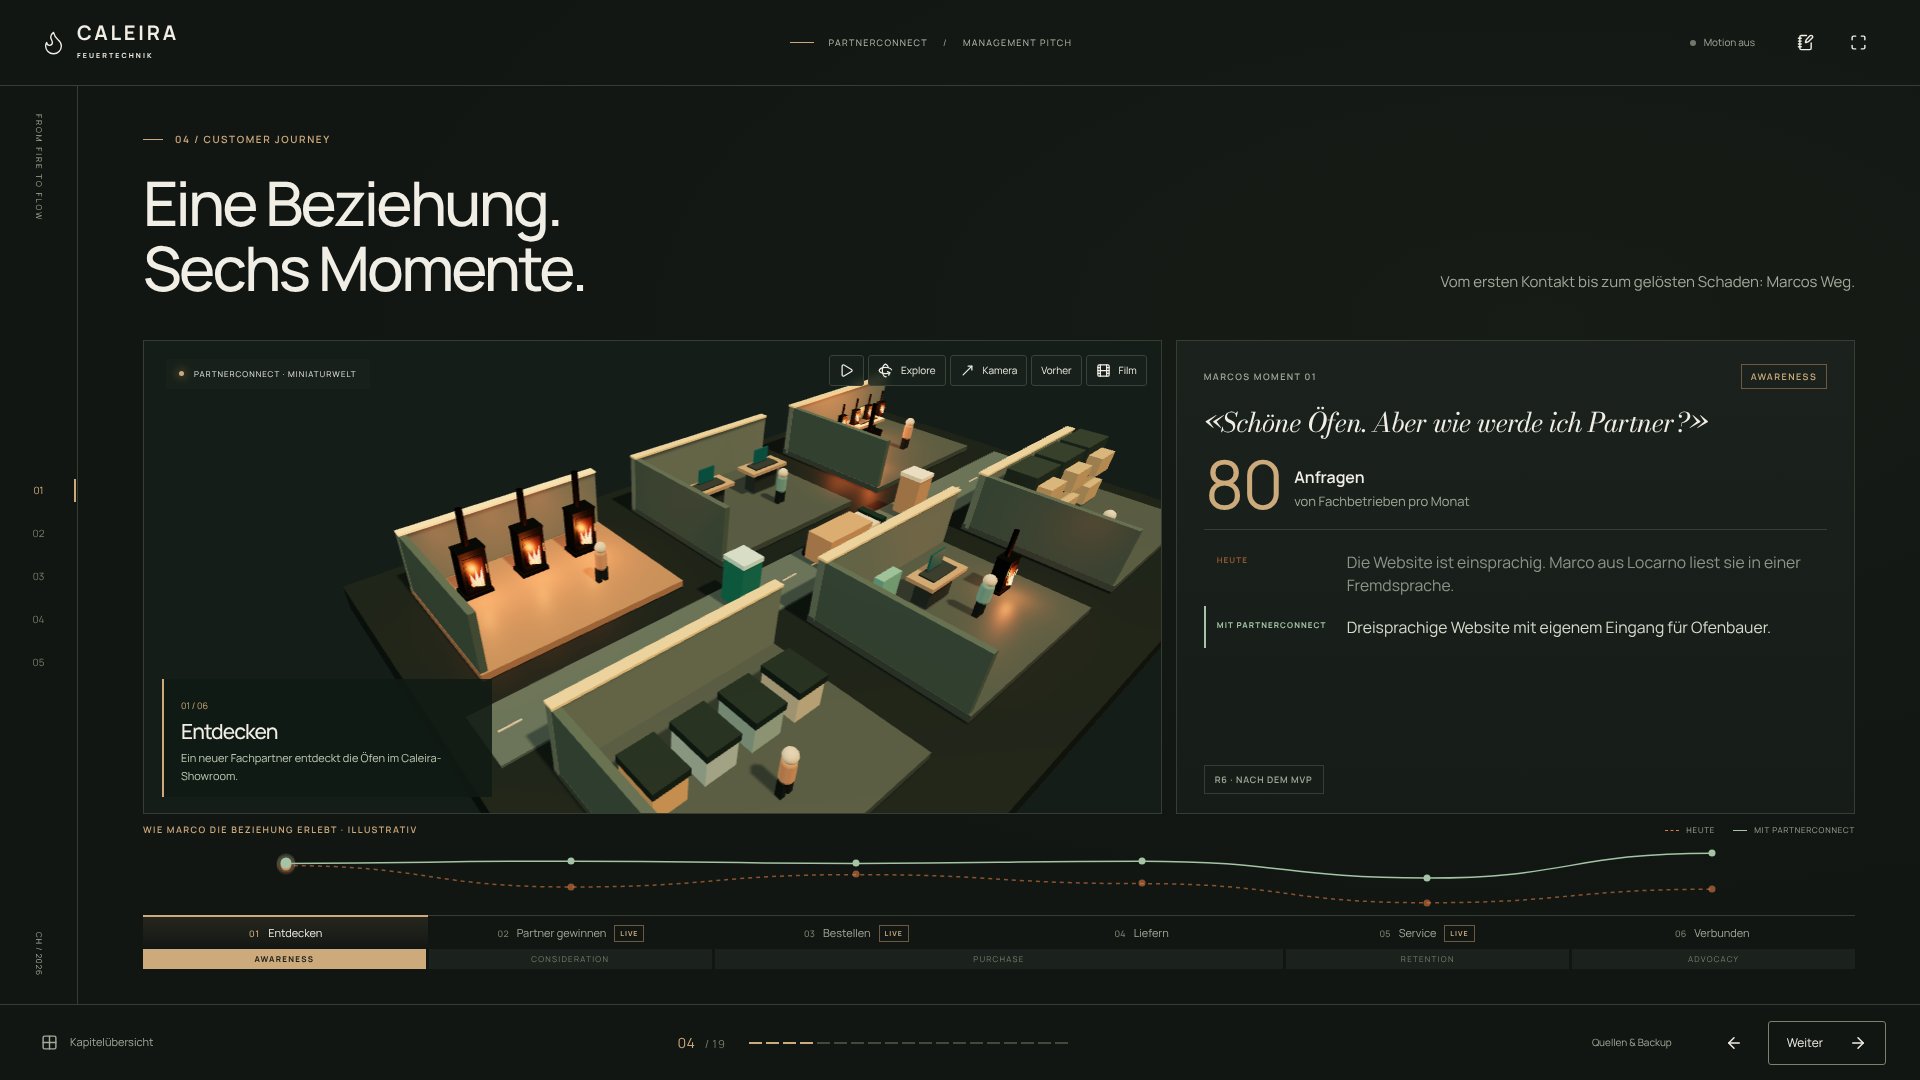 CALEIRA
FEUERTECHNIK
PARTNERCONNECT / MANAGEMENT PITCH
Motion aus
FROM FIRE TO FLOW
01
02
03
04
05
CH / 2026
04 / CUSTOMER JOURNEY
Eine Beziehung.
Sechs Momente.
Vom ersten Kontakt bis zum gelösten Schaden: Marcos Weg.
PARTNERCONNECT · MINIATURWELT
Explore
Kamera
Vorher
Film
01 / 06
Entdecken
Ein neuer Fachpartner entdeckt die Öfen im Caleira-
Showroom.
MARCOS MOMENT 01
AWARENESS
«Schöne Öfen. Aber wie werde ich Partner?»
80
Anfragen
von Fachbetrieben pro Monat
HEUTE
Die Website ist einsprachig. Marco aus Locarno liest sie in einer
Fremdsprache.
MIT PARTNERCONNECT
Dreisprachige Website mit eigenem Eingang für Ofenbauer.
R6 · NACH DEM MVP
WIE MARCO DIE BEZIEHUNG ERLEBT · ILLUSTRATIV
HEUTE
MIT PARTNERCONNECT
01 Entdecken
02 Partner gewinnen LIVE
03 Bestellen LIVE
04 Liefern
05 Service LIVE
06 Verbunden
AWARENESS
CONSIDERATION
PURCHASE
RETENTION
ADVOCACY
Kapitelübersicht
04 / 19
Quellen & Backup
Weiter